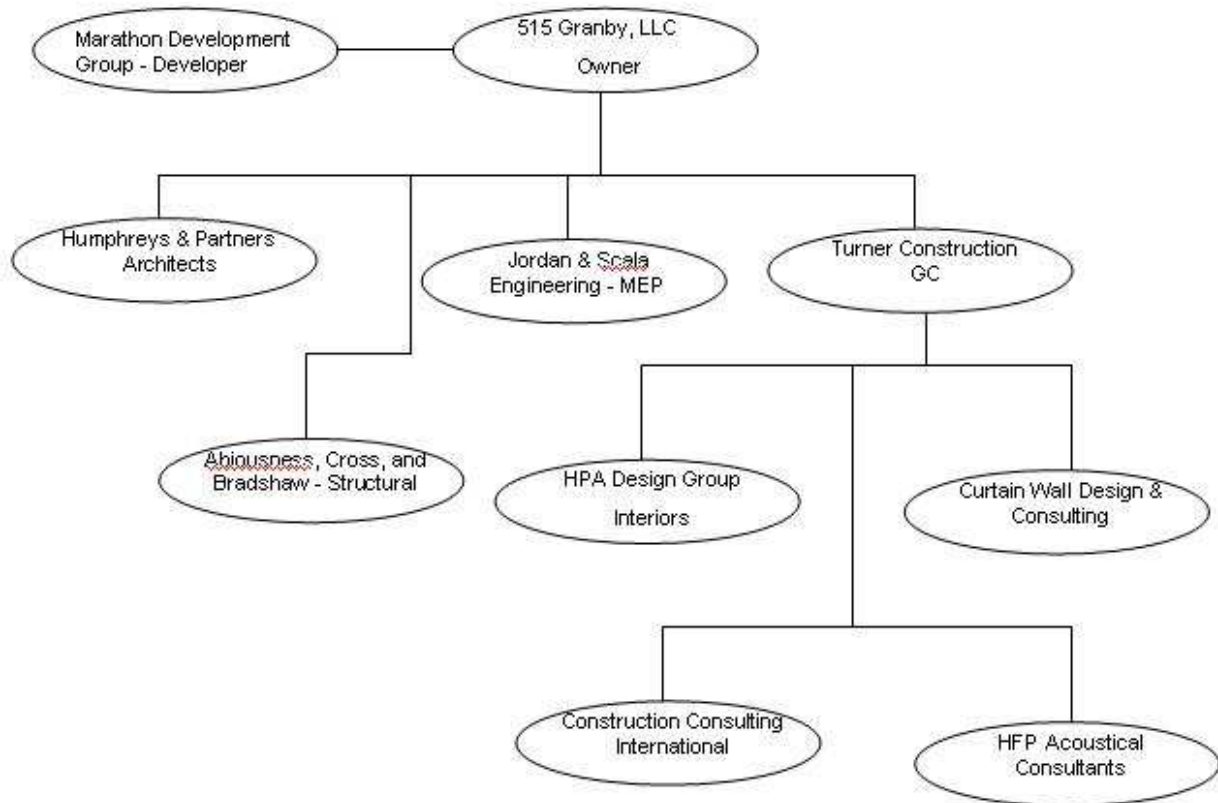 Marathon Development
Group - Developer
515 Granby, LLC
Owner
Humphreys & Partners
Architects
Jordan & Scala
Engineering - MEP
Turner Construction
GC
Abiousness, Cross, and
Bradshaw - Structural
HPA Design Group
Interiors
Curtain Wall Design &
Consulting
Construction Consulting
International
HFP Acoustical
Consultants